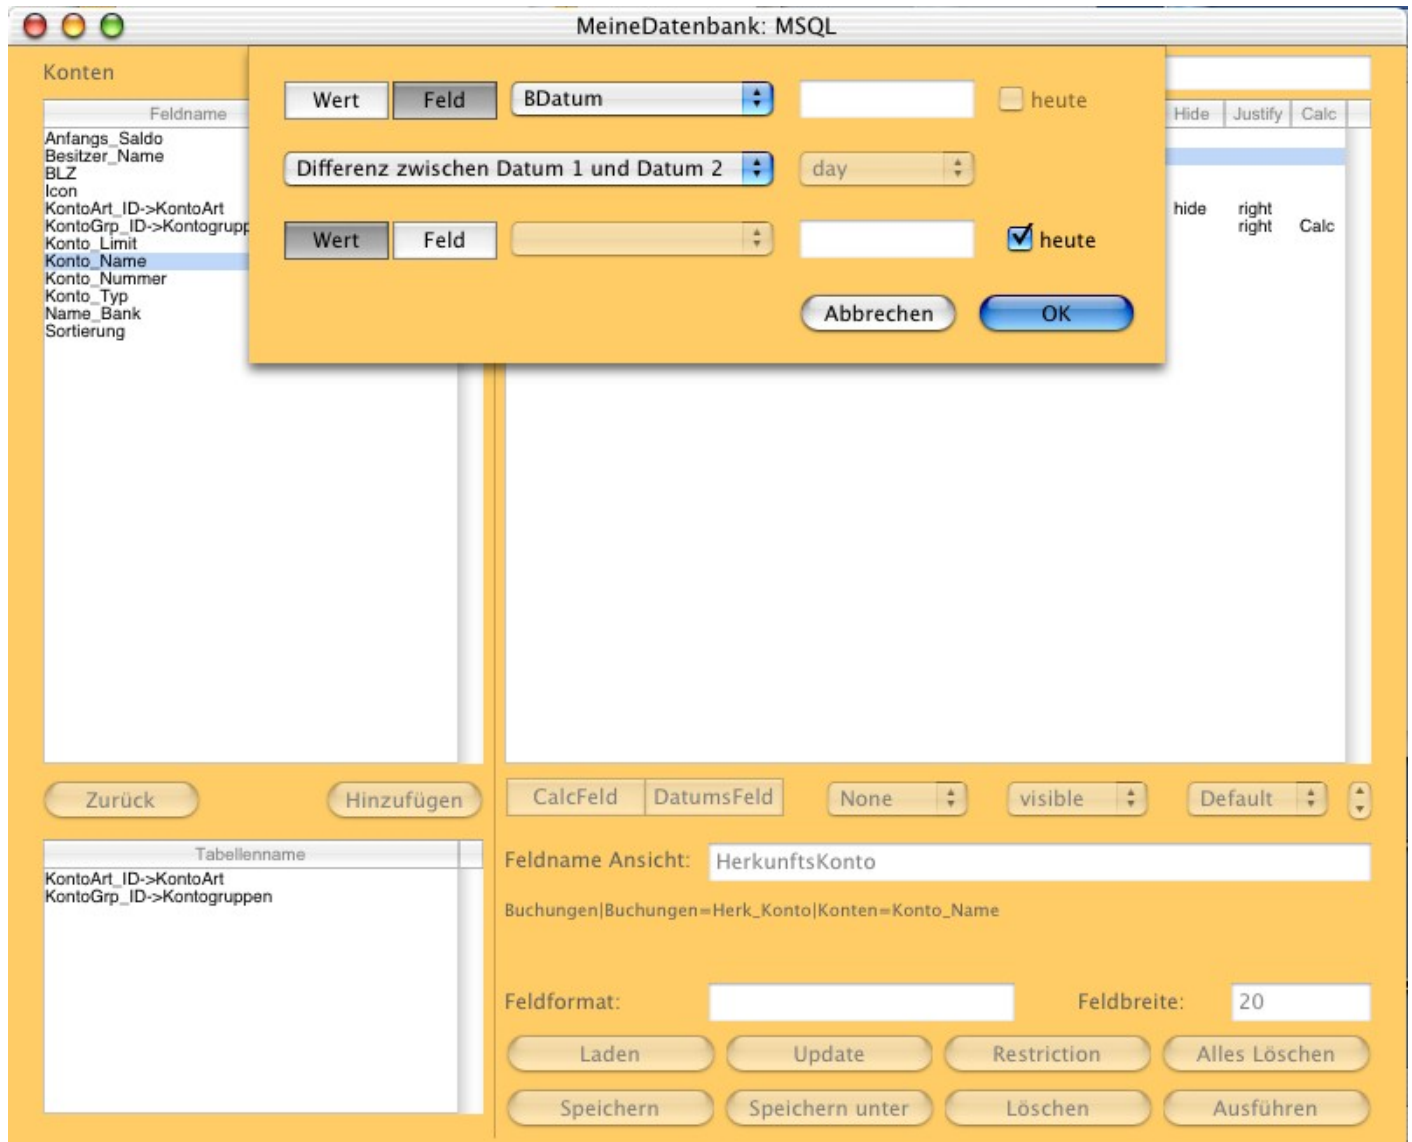 MeineDatenbank: MSQL
Konten
Wert Feld BDatum heute
Differenz zwischen Datum 1 und Datum 2 day
Wert Feld heute
Abbrechen OK
Feldname
Anfangs_Saldo
Besitzer_Name
BLZ
Icon
KontoArt_ID->KontoArt
KontoGrp_ID->Kontogrupp
Konto_Limit
Konto_Name
Konto_Nummer
Konto_Typ
Name_Bank
Sortierung
Hide Justify Calc
hide right
right Calc
Zurück Hinzufügen
CalcFeld DatumsFeld None visible Default
Tabellenname
KontoArt_ID->KontoArt
KontoGrp_ID->Kontogruppen
Feldname Ansicht: HerkunftsKonto
Buchungen|Buchungen=Herk_Konto|Konten=Konto_Name
Feldformat: Feldbreite: 20
Laden Update Restriction Alles Löschen
Speichern Speichern unter Löschen Ausführen